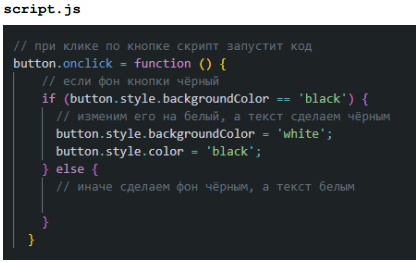 script.js
// при клике по кнопке скрипт запустит код
button.onclick = function () {
// если фон кнопки чёрный
if (button.style.backgroundColor == 'black') {
// изменим его на белый, а текст сделаем чёрным
button.style.backgroundColor = 'white';
button.style.color = 'black';
} else {
// иначе сделаем фон чёрным, а текст белым
}
}